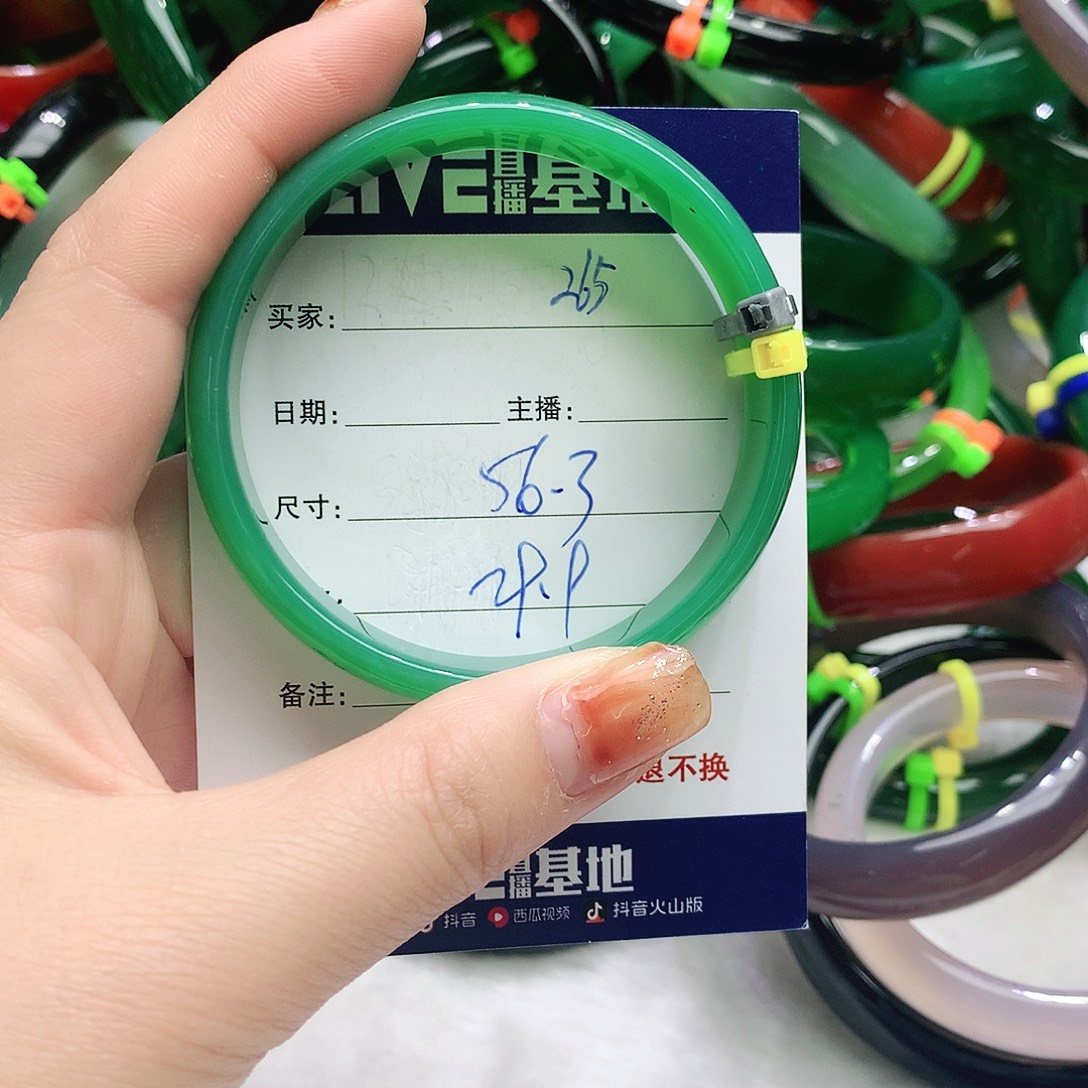 LIVE直播基地
买家: 265
日期: 主播:
尺寸: 56-3
29.9
备注:
退不换
直播基地
抖音 西瓜视频 抖音火山版